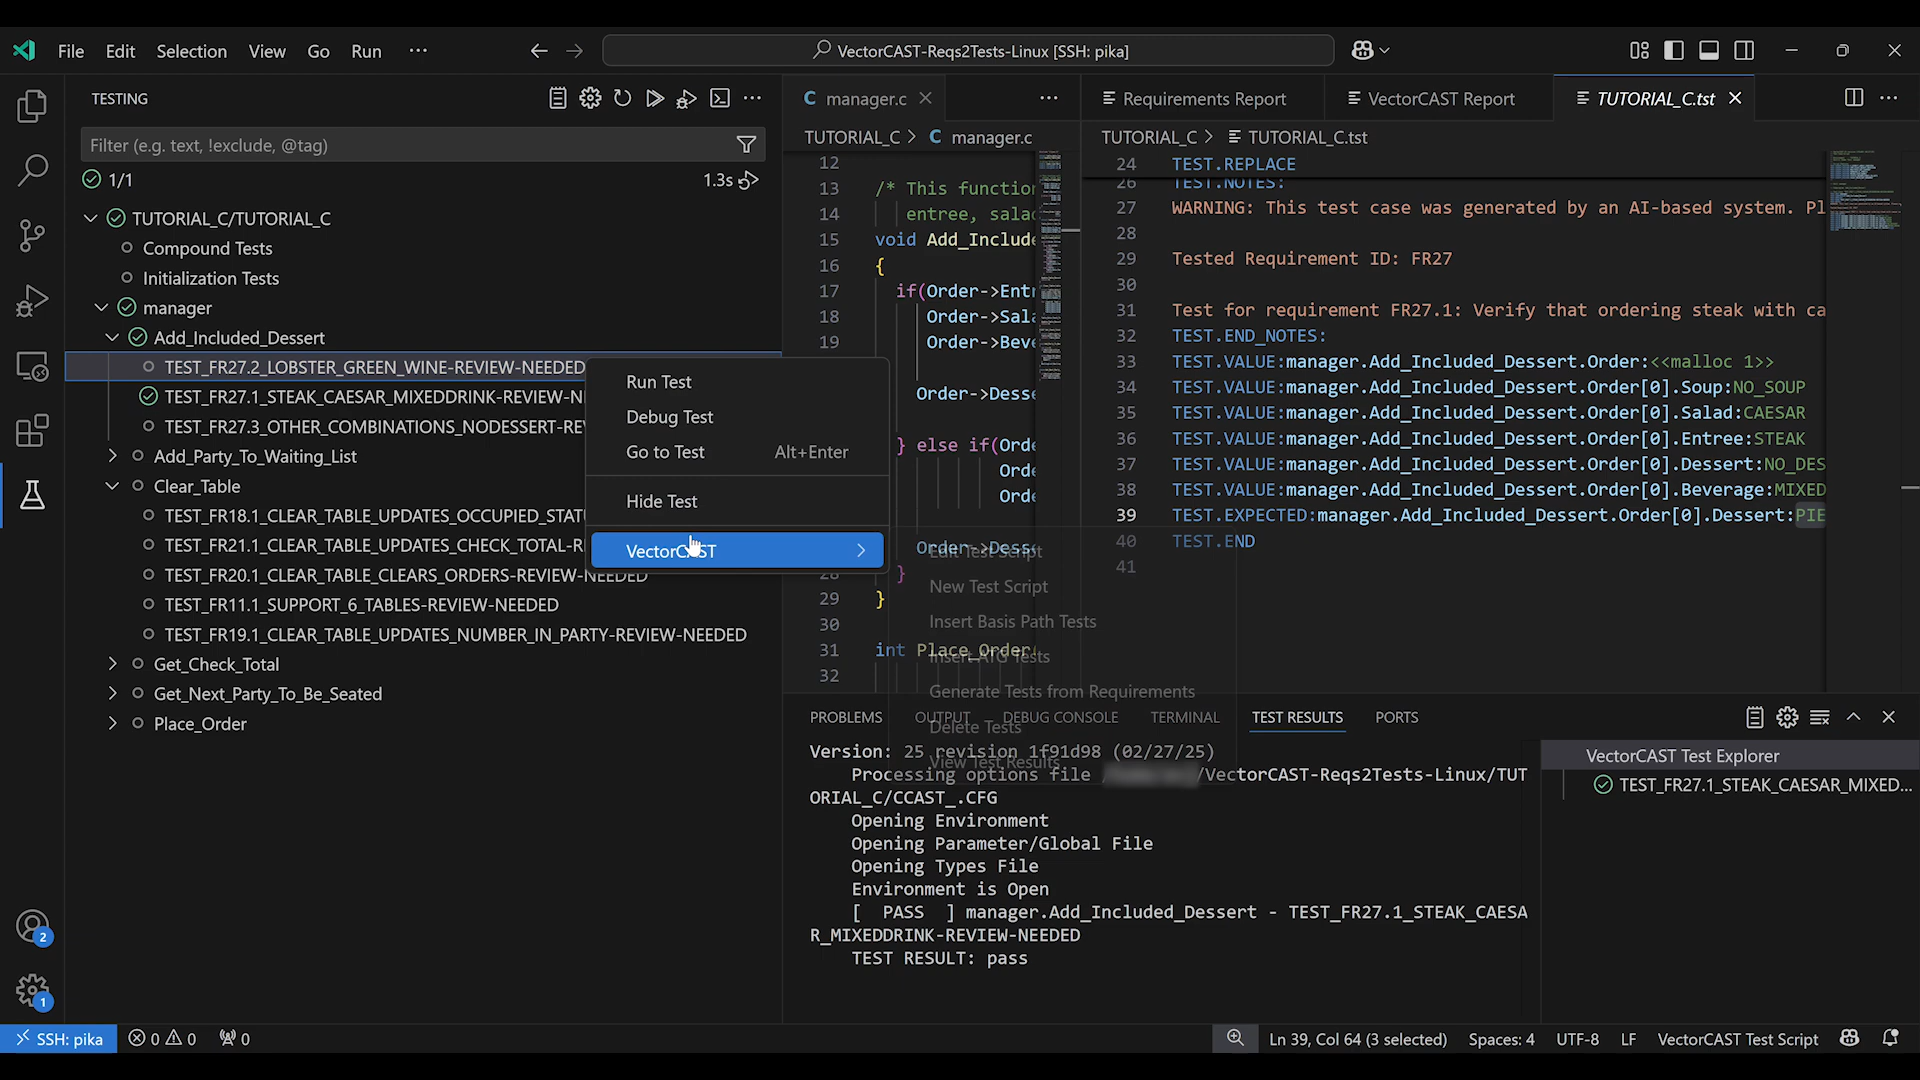 File Edit Selection View Go Run ···
VectorCAST-Reqs2Tests-Linux [SSH: pika]
TESTING
Filter (e.g. text, !exclude, @tag)
1/1
1.3s
TUTORIAL_C/TUTORIAL_C
Compound Tests
Initialization Tests
manager
Add_Included_Dessert
TEST_FR27.2_LOBSTER_GREEN_WINE-REVIEW-NEEDED
TEST_FR27.1_STEAK_CAESAR_MIXEDDRINK-REVIEW-NE
TEST_FR27.3_OTHER_COMBINATIONS_NODESSERT-REV
Add_Party_To_Waiting_List
Clear_Table
TEST_FR18.1_CLEAR_TABLE_UPDATES_OCCUPIED_STATU
TEST_FR21.1_CLEAR_TABLE_UPDATES_CHECK_TOTAL-R
TEST_FR20.1_CLEAR_TABLE_CLEARS_ORDERS-REVIEW-NEEDED
TEST_FR11.1_SUPPORT_6_TABLES-REVIEW-NEEDED
TEST_FR19.1_CLEAR_TABLE_UPDATES_NUMBER_IN_PARTY-REVIEW-NEEDED
Get_Check_Total
Get_Next_Party_To_Be_Seated
Place_Order
Run Test
Debug Test
Go to Test Alt+Enter
Hide Test
VectorCAST
Edit Test Script
New Test Script
Insert Basis Path Tests
Insert ATG Tests
Generate Tests from Requirements
Delete Tests
View Test Results
C manager.c
TUTORIAL_C > C manager.c
12
13 /* This function
14 entree, salad
15 void Add_Include
16 {
17 if(Order->Entr
18 Order->Sala
19 Order->Beve
Order->Desse
} else if(Orde
Orde
Orde
Order->Desse
28 }
29 }
30
31 int Place_Order(
32
Requirements Report
VectorCAST Report
TUTORIAL_C.tst
TUTORIAL_C > TUTORIAL_C.tst
24 TEST.REPLACE
26 TEST.NOTES:
27 WARNING: This test case was generated by an AI-based system. Pl
28
29 Tested Requirement ID: FR27
30
31 Test for requirement FR27.1: Verify that ordering steak with ca
32 TEST.END_NOTES:
33 TEST.VALUE:manager.Add_Included_Dessert.Order:<<malloc 1>>
34 TEST.VALUE:manager.Add_Included_Dessert.Order[0].Soup:NO_SOUP
35 TEST.VALUE:manager.Add_Included_Dessert.Order[0].Salad:CAESAR
36 TEST.VALUE:manager.Add_Included_Dessert.Order[0].Entree:STEAK
37 TEST.VALUE:manager.Add_Included_Dessert.Order[0].Dessert:NO_DES
38 TEST.VALUE:manager.Add_Included_Dessert.Order[0].Beverage:MIXED
39 TEST.EXPECTED:manager.Add_Included_Dessert.Order[0].Dessert:PIE
40 TEST.END
41
PROBLEMS OUTPUT DEBUG CONSOLE TERMINAL TEST RESULTS PORTS
Version: 25 revision 1f91d98 (02/27/25)
Processing options file /VectorCAST-Reqs2Tests-Linux/TUT
ORIAL_C/CCAST_.CFG
Opening Environment
Opening Parameter/Global File
Opening Types File
Environment is Open
[ PASS ] manager.Add_Included_Dessert - TEST_FR27.1_STEAK_CAESA
R_MIXEDDRINK-REVIEW-NEEDED
TEST RESULT: pass
VectorCAST Test Explorer
TEST_FR27.1_STEAK_CAESAR_MIXED...
2
1
SSH: pika 0 0 0
Ln 39, Col 64 (3 selected) Spaces: 4 UTF-8 LF VectorCAST Test Script